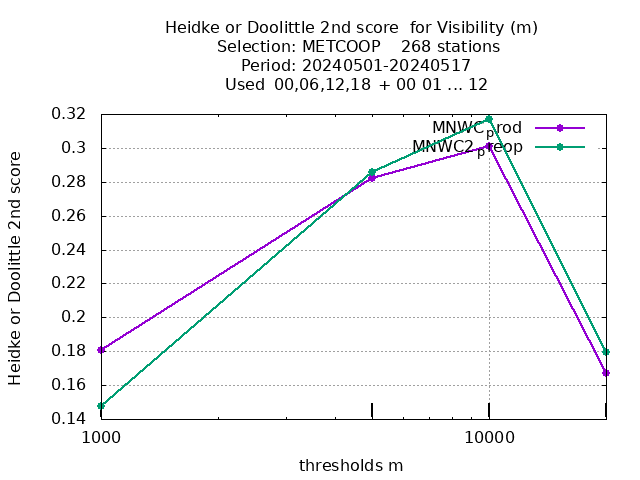 Heidke or Doolittle 2nd score  for Visibility (m)
Selection: METCOOP    268 stations
Period: 20240501-20240517
Used  00,06,12,18  + 00 01 ... 12
MNWC_prod
MNWC2_preop
Heidke or Doolittle 2nd score
0.32
0.3
0.28
0.26
0.24
0.22
0.2
0.18
0.16
0.14
1000
10000
thresholds m